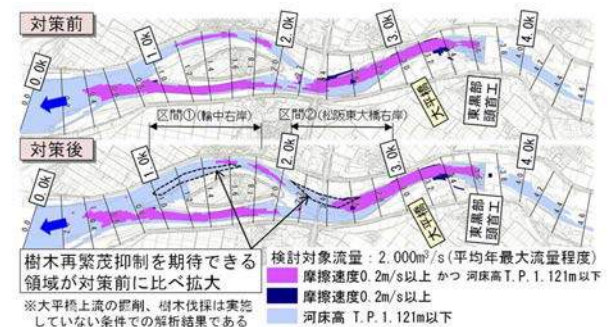 対策前
0.0k
1.0k
2.0k
3.0k
4.0k
大平橋
東黒部
頭首工
区間①(輪中右岸)
区間②(松阪東大橋右岸)
対策後
0.0k
1.0k
2.0k
3.0k
4.0k
大平橋
東黒部
頭首工
樹木再繁茂抑制を期待できる
領域が対策前に比べ拡大
※大平橋上流の掘削、樹木伐採は実施
していない条件での解析結果である
検討対象流量:2.000m³/s(平均年最大流量程度)
摩擦速度0.2m/s以上 かつ 河床高T.P.1.121m以下
摩擦速度0.2m/s以上
河床高 T.P.1.121m以下